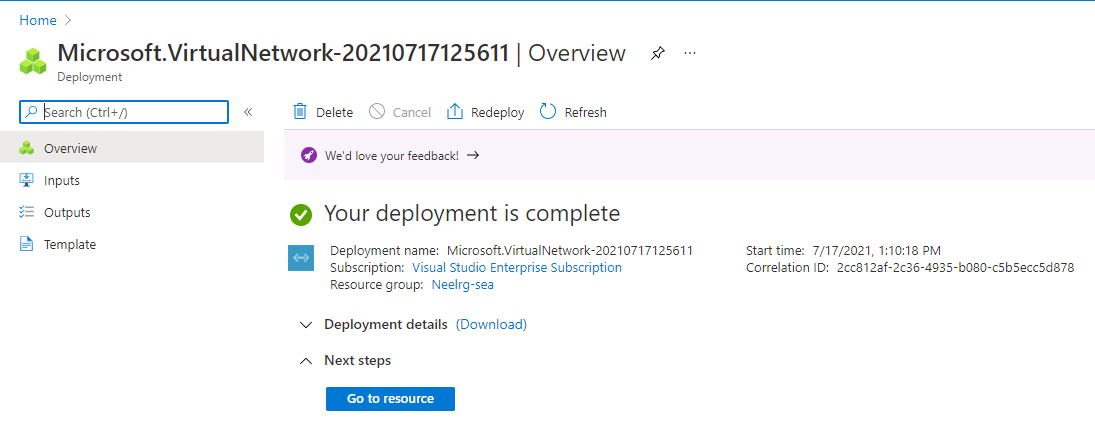 Home
Microsoft.VirtualNetwork-20210717125611 | Overview
Deployment
Search (Ctrl+/)
Delete Cancel Redeploy Refresh
Overview
Inputs
Outputs
Template
We'd love your feedback!
Your deployment is complete
Deployment name: Microsoft.VirtualNetwork-20210717125611
Subscription: Visual Studio Enterprise Subscription
Resource group: Neelrg-sea
Start time: 7/17/2021, 1:10:18 PM
Correlation ID: 2cc812af-2c36-4935-b080-c5b5ecc5d878
Deployment details (Download)
Next steps
Go to resource